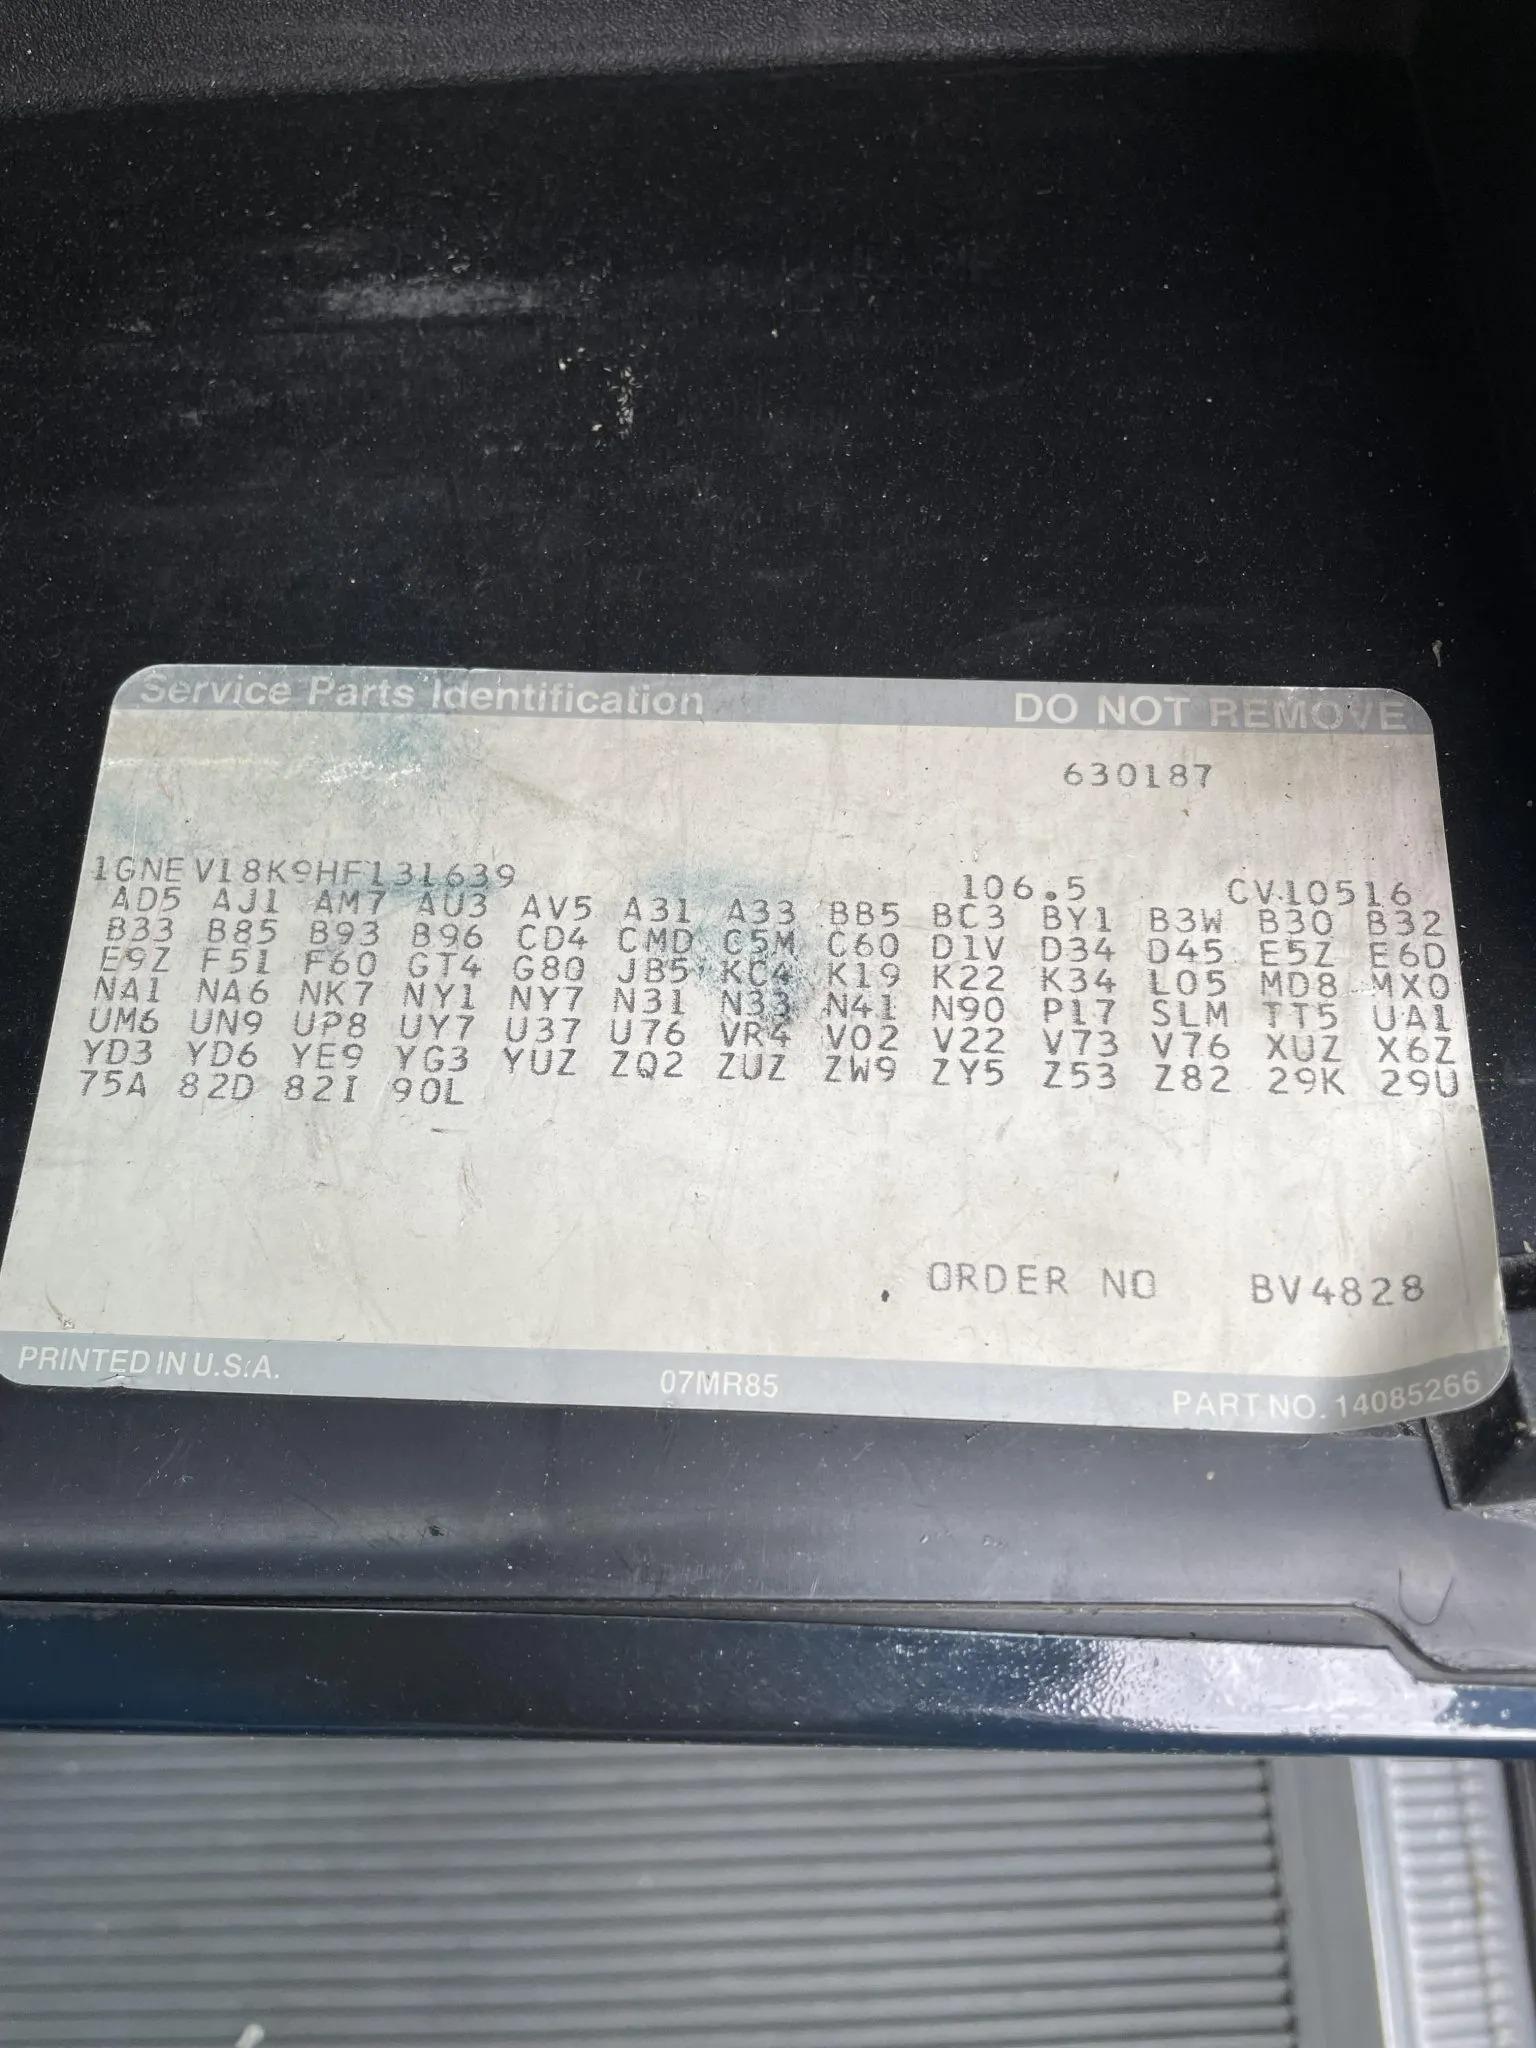 Service Parts Identification DO NOT REMOVE
630187
1GNEV18K9HF131639 106.5 CV10516
AD5 AJ1 AM7 AU3 AV5 A31 A33 BB5 BC3 BY1 B3W B30 B32
B33 B85 B93 B96 CD4 CMD C5M C60 D1V D34 D45 E5Z E6D
E9Z F51 F60 GT4 G80 JB5 KC4 K19 K22 K34 L05 MD8 MX0
NA1 NA6 NK7 NY1 NY7 N31 N33 N41 N90 P17 SLM TT5 UA1
UM6 UN9 UP8 UY7 U37 U76 VR4 V02 V22 V73 V76 XUZ X6Z
YD3 YD6 YE9 YG3 YUZ ZQ2 ZUZ ZW9 ZY5 Z53 Z82 29K 29U
75A 82D 82I 90L
ORDER NO BV4828
PRINTED IN U.S.A. 07MR85 PART NO. 14085266